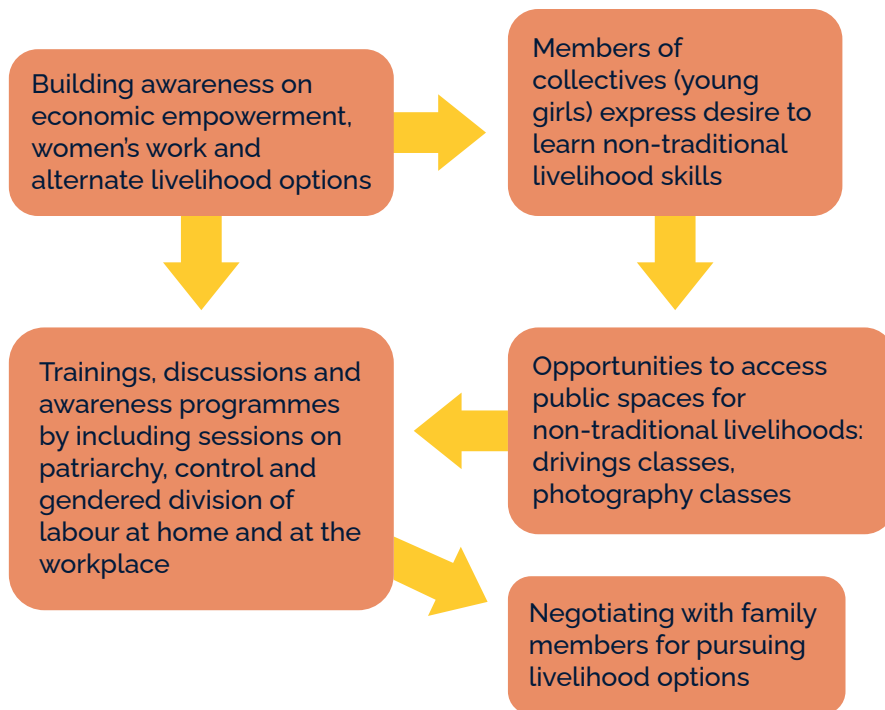 Building awareness on
economic empowerment,
women's work and
alternate livelihood options
Members of
collectives (young
girls) express desire to
learn non-traditional
livelihood skills
Trainings, discussions and
awareness programmes
by including sessions on
patriarchy, control and
gendered division of
labour at home and at the
workplace
Opportunities to access
public spaces for
non-traditional livelihoods:
drivings classes,
photography classes
Negotiating with family
members for pursuing
livelihood options